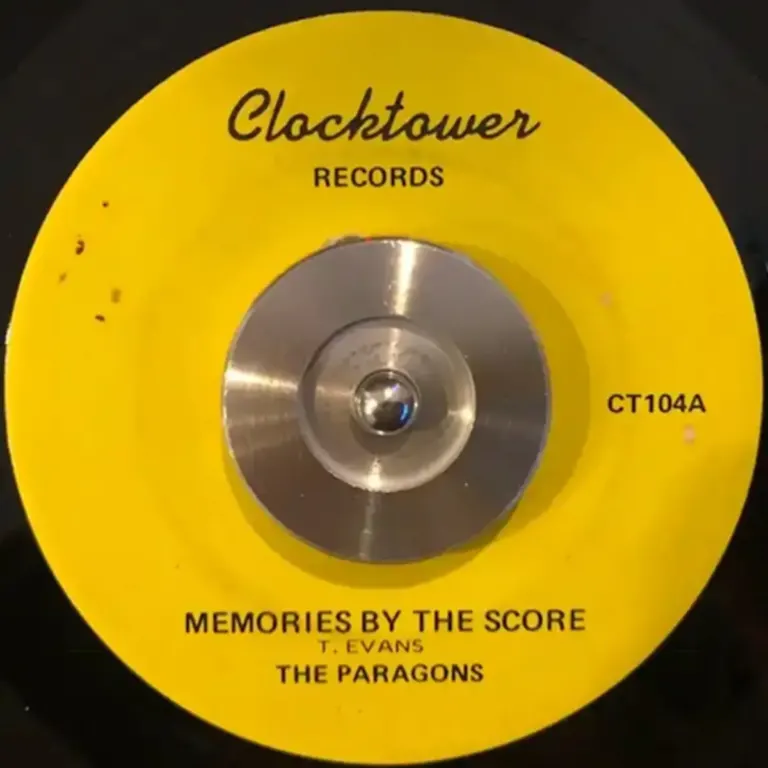 Clocktower
RECORDS
CT104A
MEMORIES BY THE SCORE
T. EVANS
THE PARAGONS